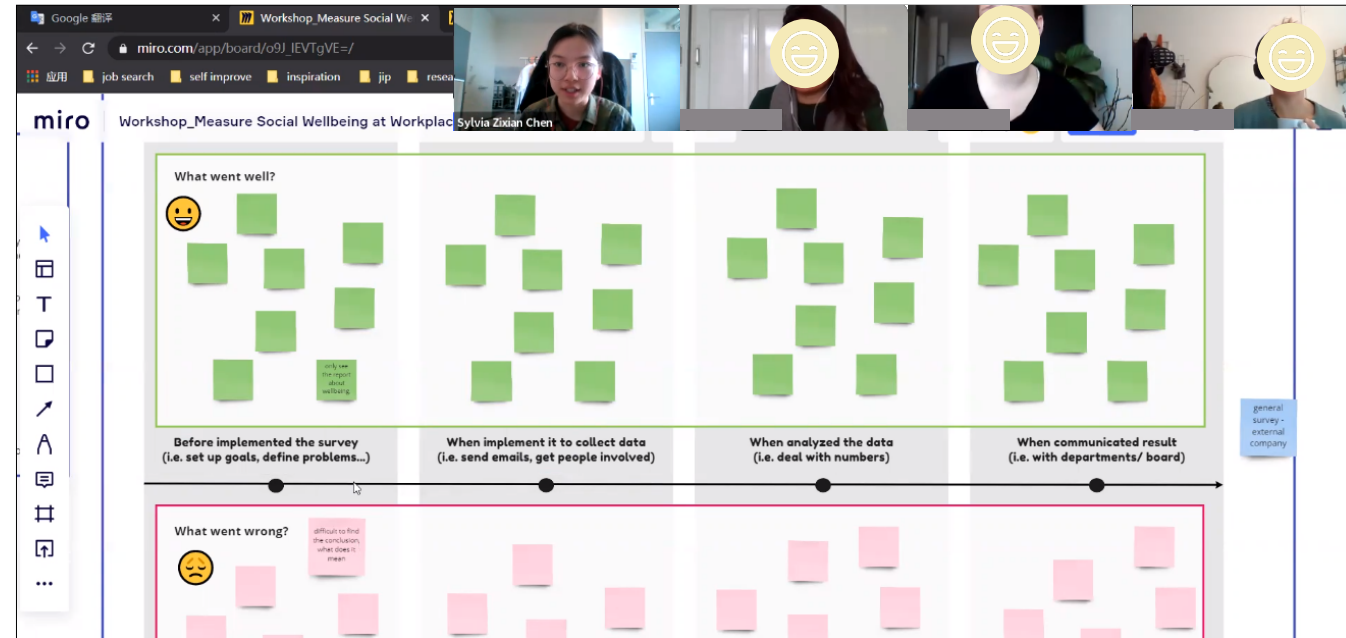 Google 翻译
Workshop_Measure Social We
miro.com/app/board/o9J_lEVTgVE=/
应用
job search
self improve
inspiration
jip
resea
Sylvia Zixian Chen
miro
Workshop_Measure Social Wellbeing at Workplac
What went well?
only see
the report
about
wellbeing
Before implemented the survey
(i.e. set up goals, define problems...)
When implement it to collect data
(i.e. send emails, get people involved)
When analyzed the data
(i.e. deal with numbers)
When communicated result
(i.e. with departments/ board)
general
survey -
external
company
What went wrong?
difficult to find
the conclusion,
what does it
mean